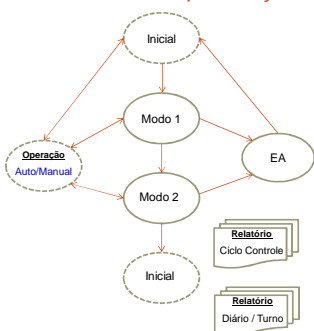 Inicial
Modo 1
Operação
Auto/Manual
EA
Modo 2
Relatório
Ciclo Controle
Inicial
Relatório
Diário / Turno